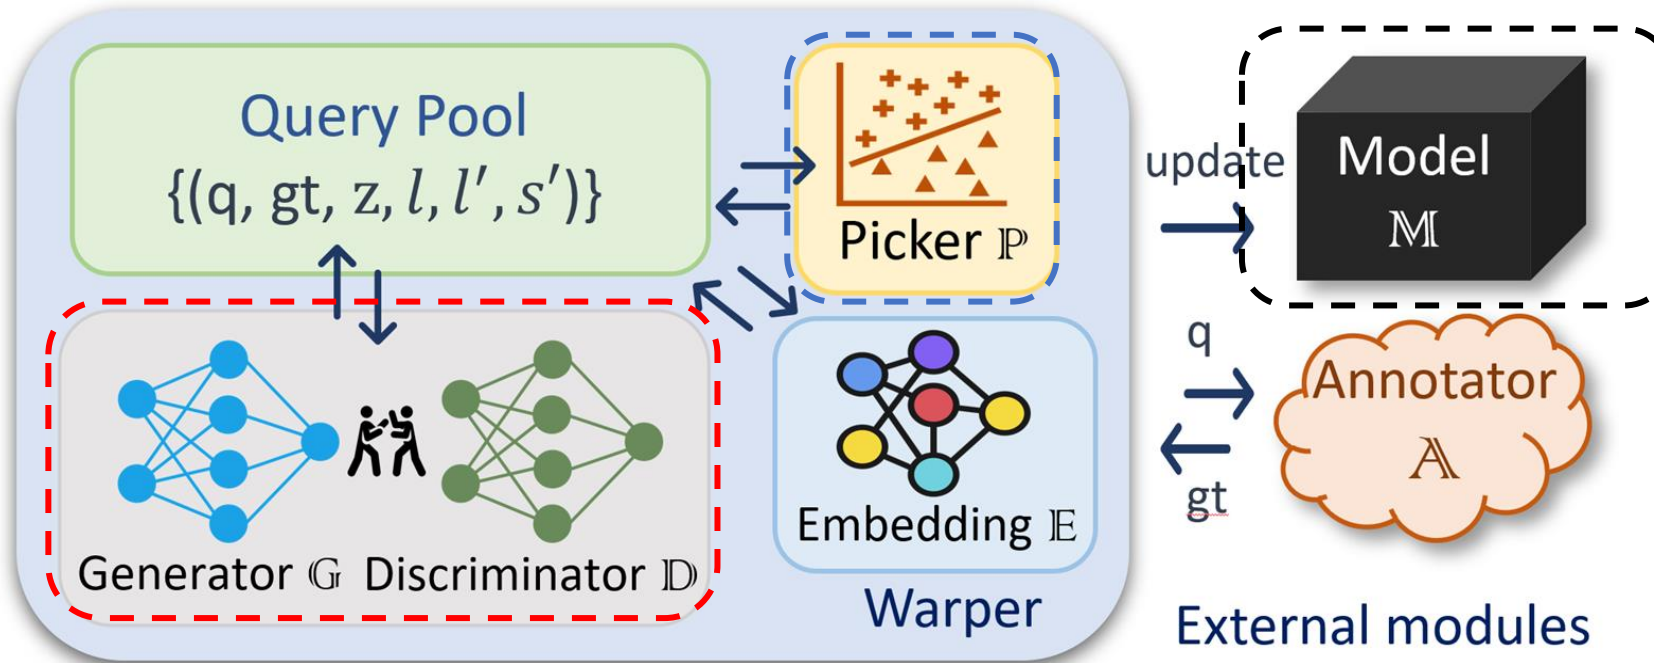 Query Pool
{(q, gt, z, l, l′, s′)}
Picker ℙ
Generator 𝔾 Discriminator 𝔻
Embedding 𝔼
Warper
update
Model
𝕄
q
gt
Annotator
𝔸
External modules